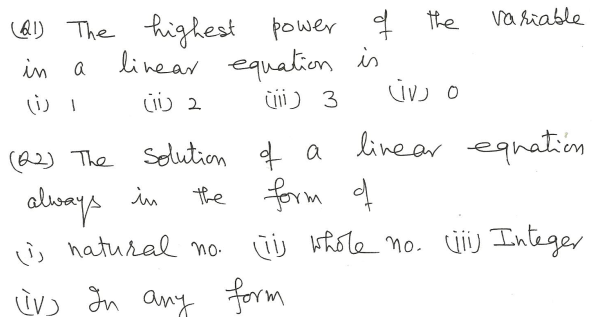 (Q1) The highest power of the variable
in a linear equation is
(i) 1 (ii) 2 (iii) 3 (iv) 0
(Q2) The Solution of a linear equation
always in the form of
(i) natural no. (ii) whole no. (iii) Integer
(iv) In any form